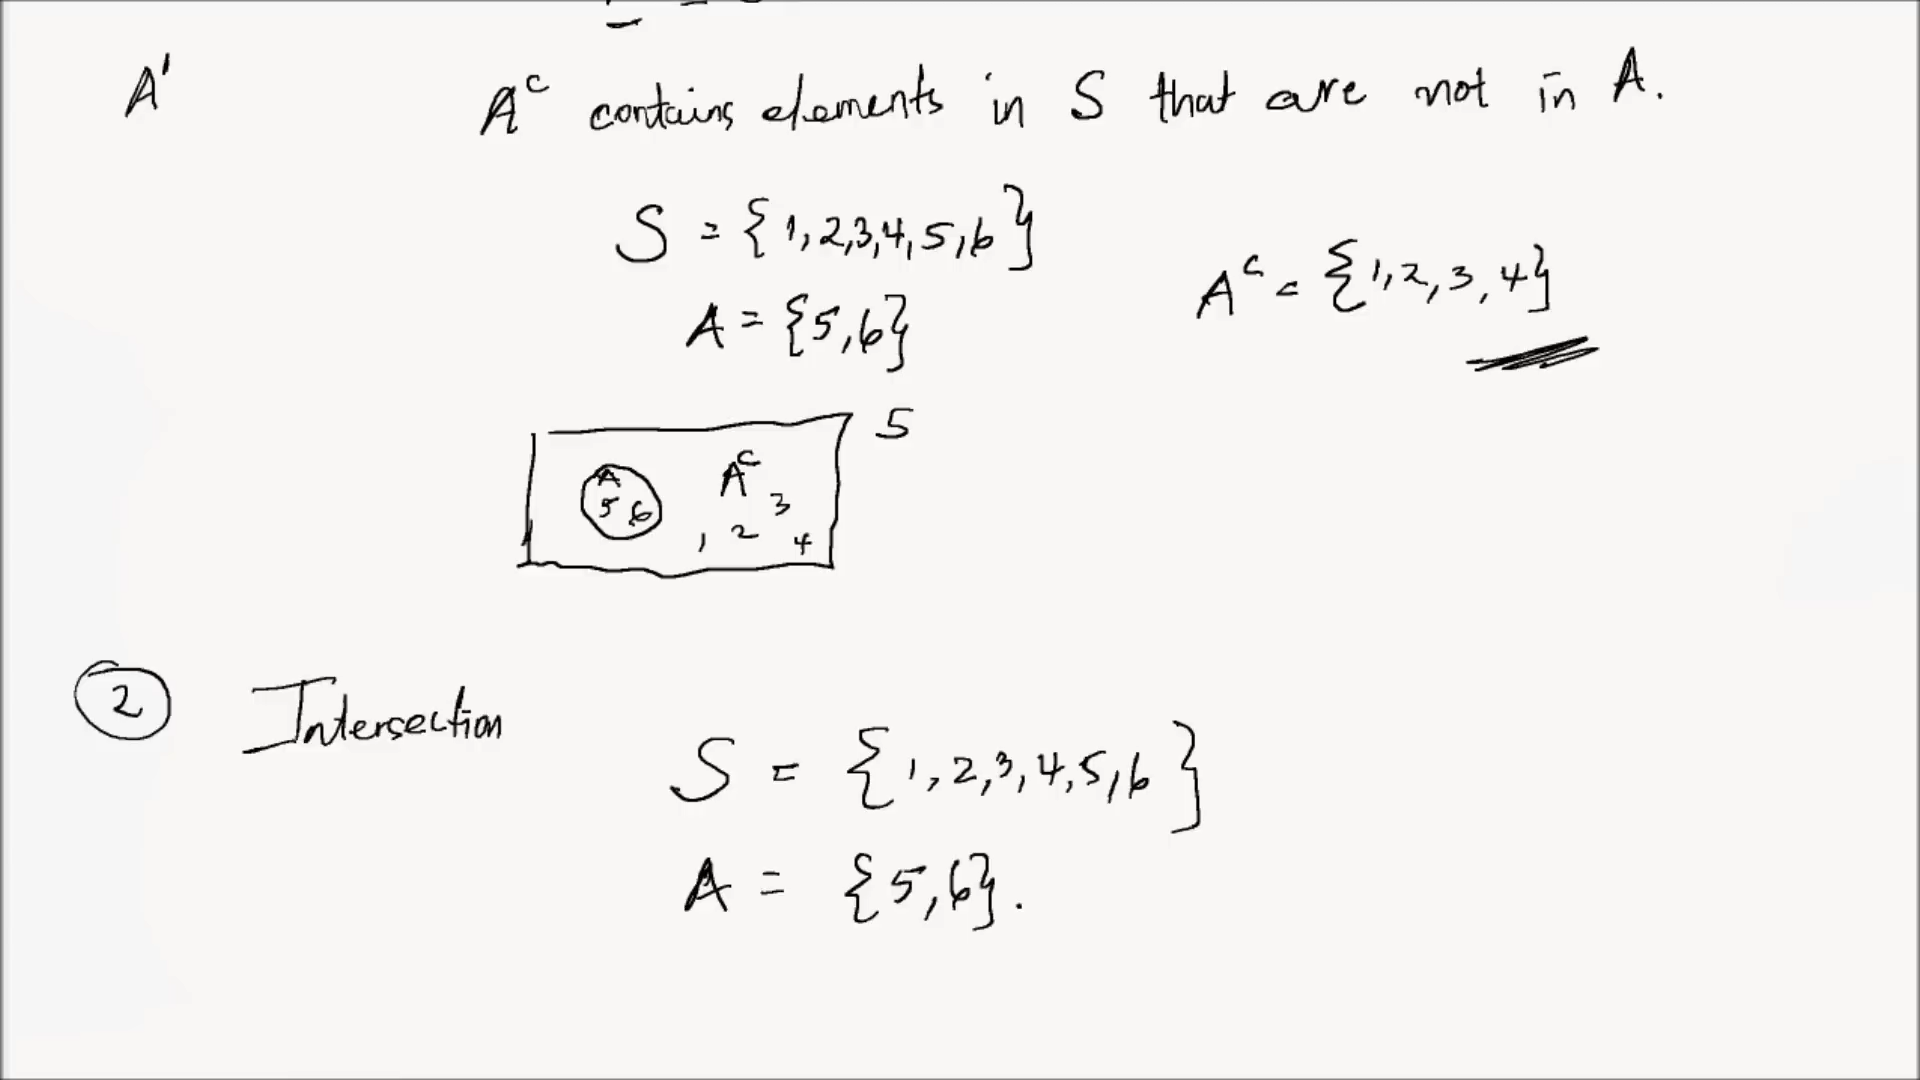 A' A^c contains elements in S that are not in A.
S = {1,2,3,4,5,6}
A^c = {1,2,3,4}
A = {5,6}
S
A
5 6
A^c
3
1 2 4
2 Intersection
S = {1,2,3,4,5,6}
A = {5,6}.